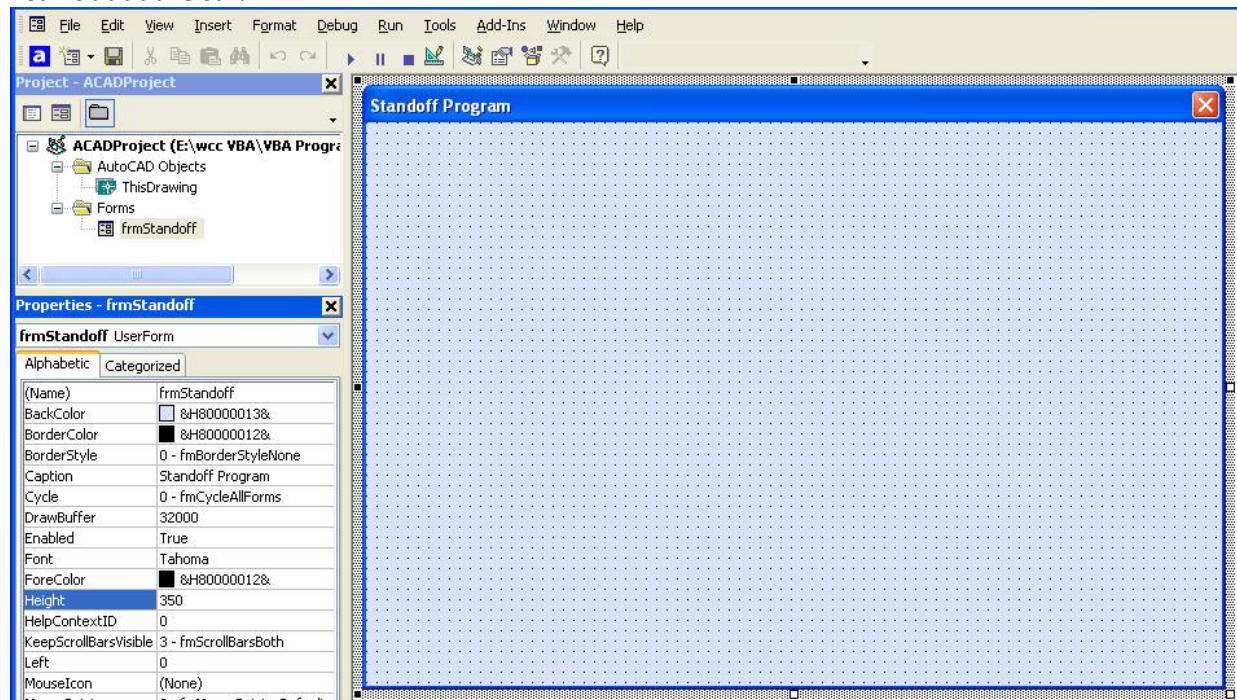 File Edit View Insert Format Debug Run Tools Add-Ins Window Help
Project - ACADProject
ACADProject (E:\wcc VBA\VBA Progra
AutoCAD Objects
ThisDrawing
Forms
frmStandoff
Properties - frmStandoff
frmStandoff UserForm
Alphabetic Categorized
(Name) frmStandoff
BackColor &H80000013&
BorderColor &H80000012&
BorderStyle 0 - fmBorderStyleNone
Caption Standoff Program
Cycle 0 - fmCycleAllForms
DrawBuffer 32000
Enabled True
Font Tahoma
ForeColor &H80000012&
Height 350
HelpContextID 0
KeepScrollBarsVisible 3 - fmScrollBarsBoth
Left 0
MouseIcon (None)
Standoff Program